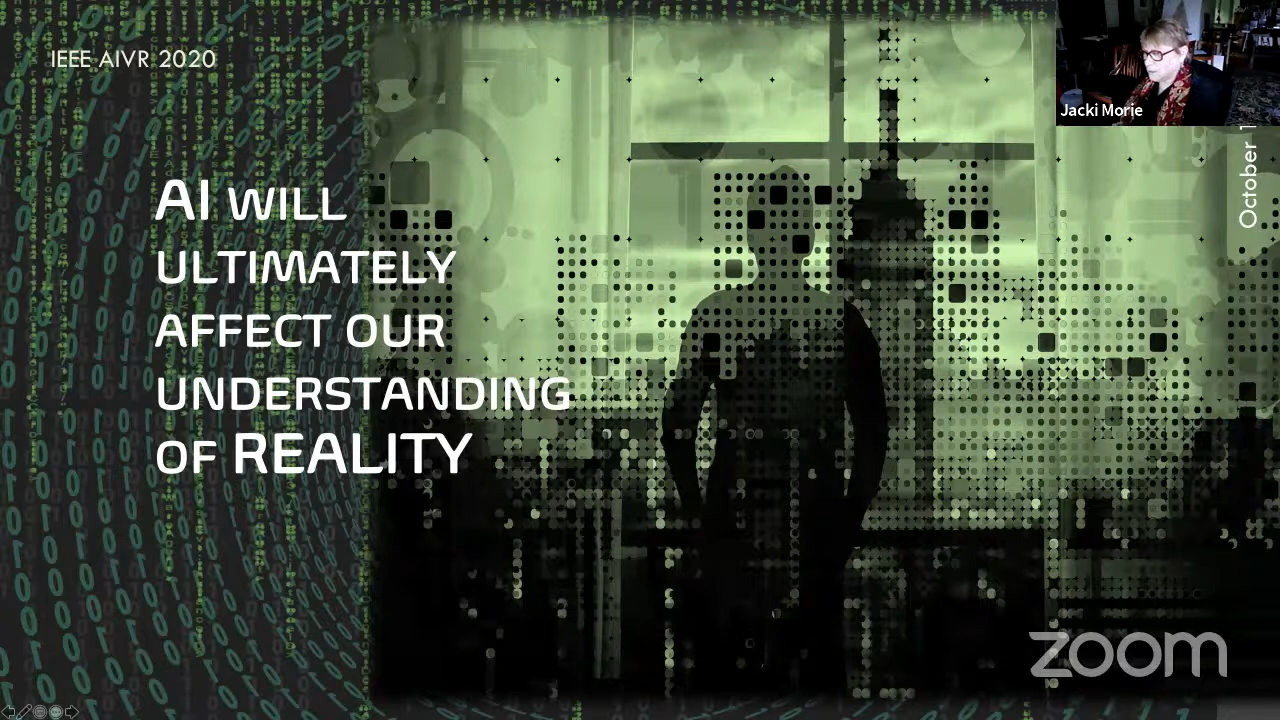 IEEE AIVR 2020
AI WILL
ULTIMATELY
AFFECT OUR
UNDERSTANDING
OF REALITY
Jacki Morie
October 1
zoom